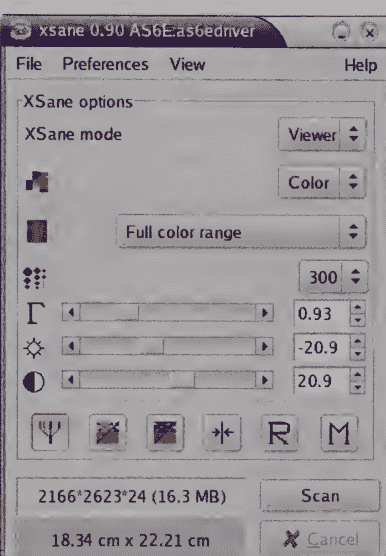 xsane 0.90 AS6E:as6edriver
File Preferences View Help
XSane options
XSane mode Viewer
Color
Full color range
300
Γ 0.93
-20.9
20.9
R M
2166*2623*24 (16.3 MB) Scan
18.34 cm x 22.21 cm Cancel